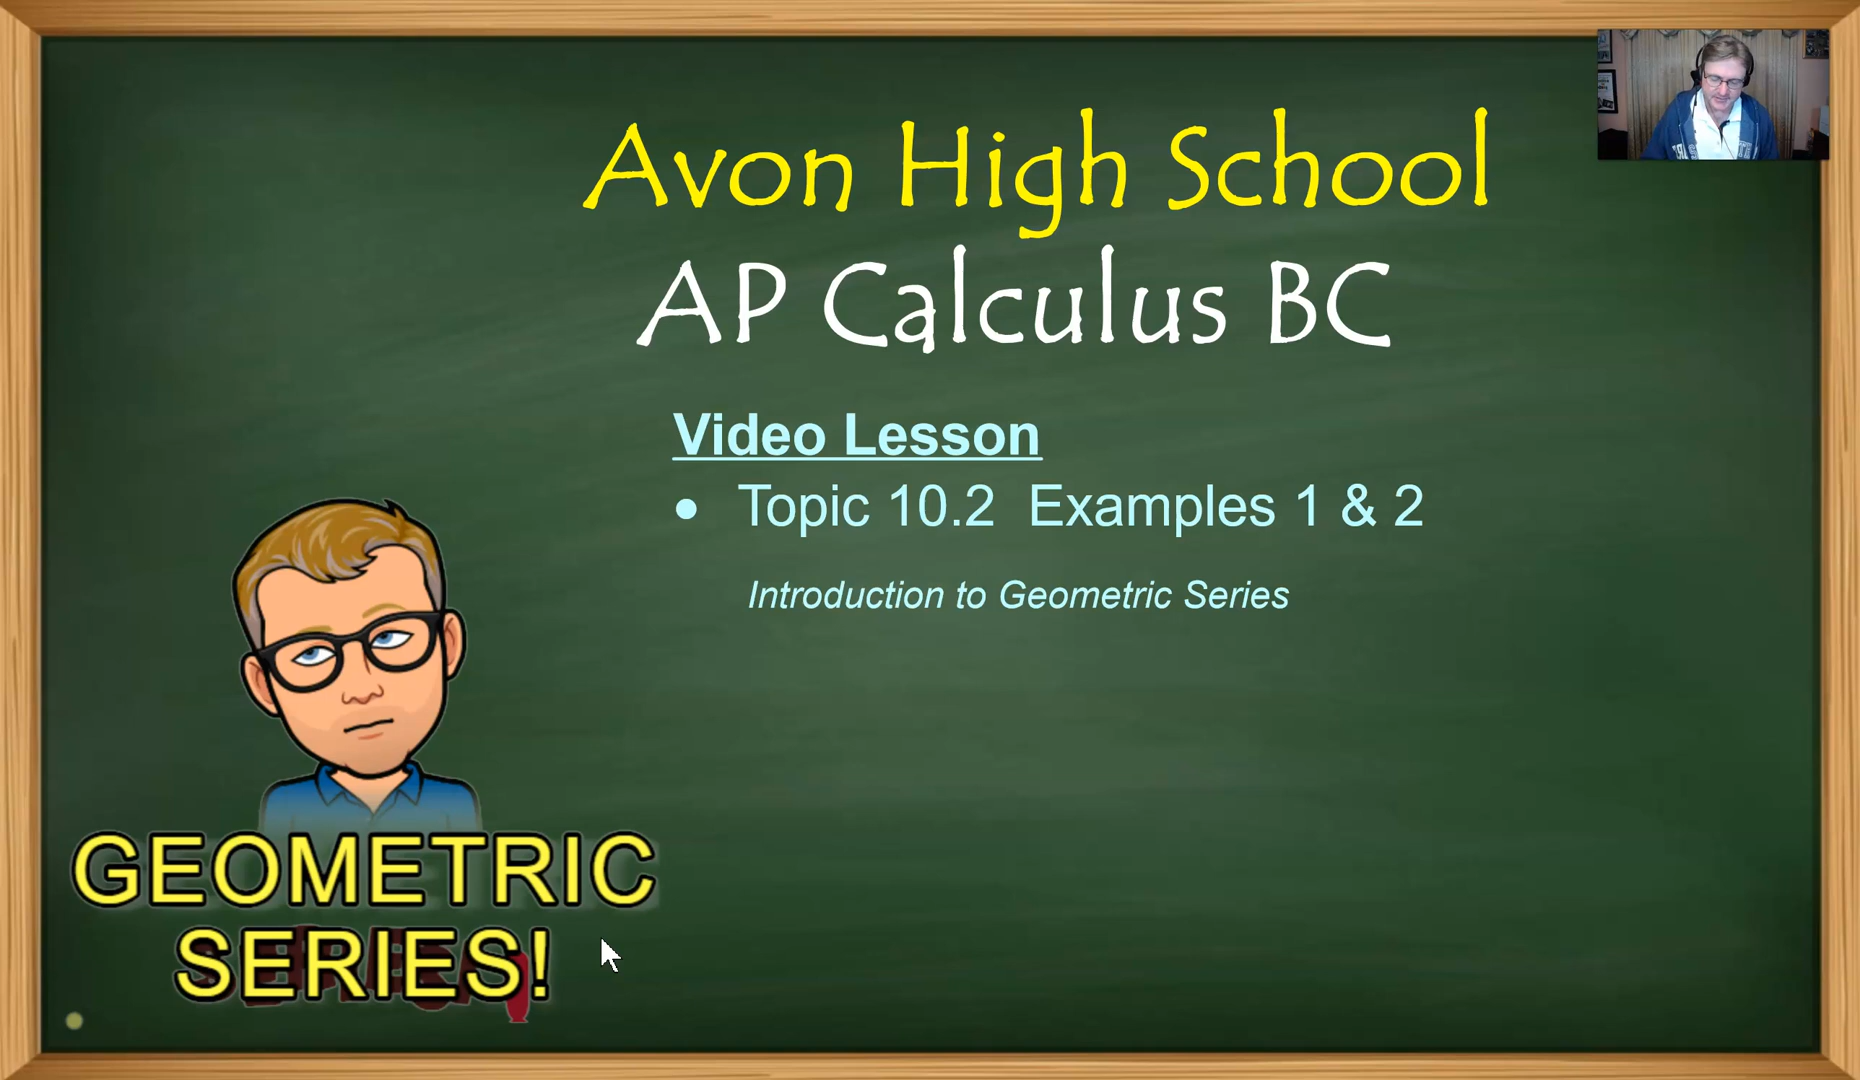 Avon High School
AP Calculus BC
Video Lesson
• Topic 10.2 Examples 1 & 2
Introduction to Geometric Series
GEOMETRIC
SERIES!